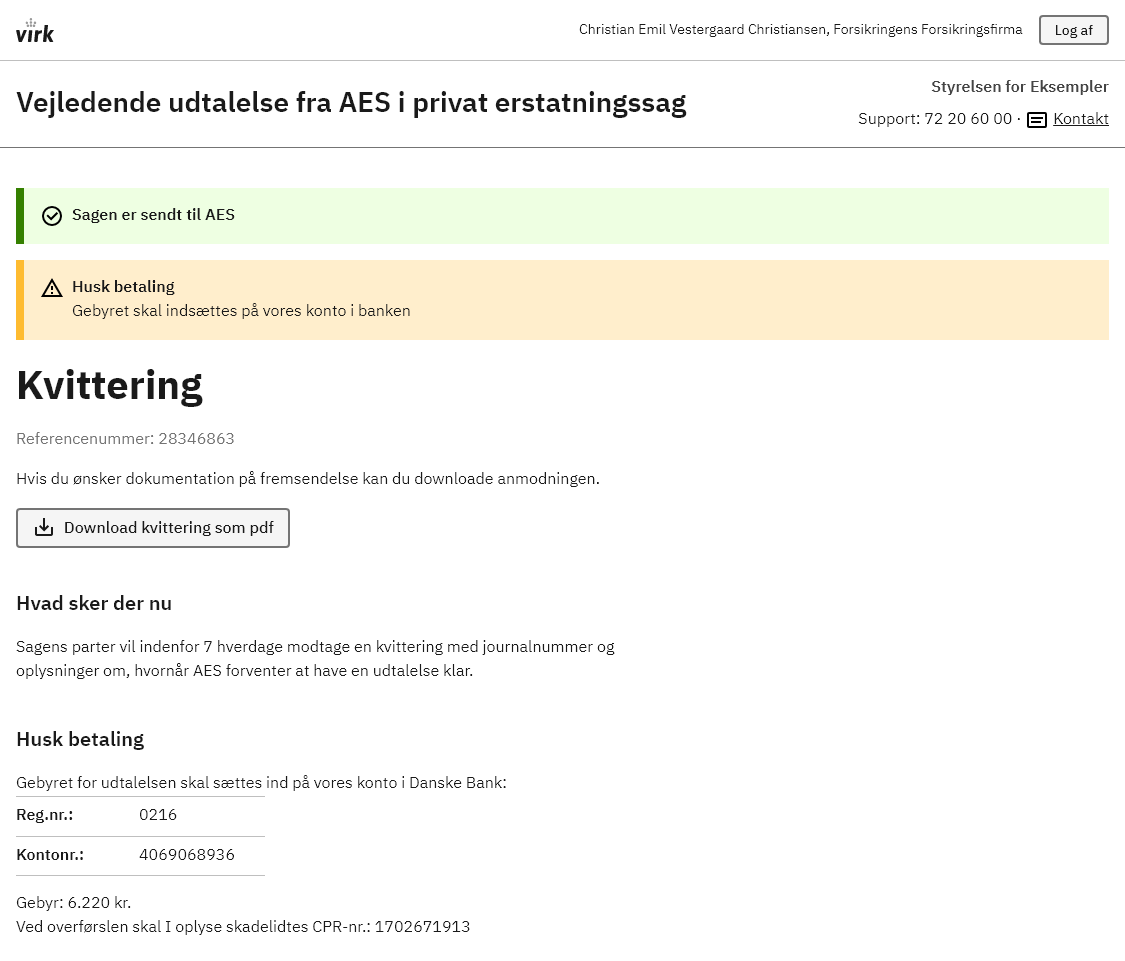 virk
Christian Emil Vestergaard Christiansen, Forsikringens Forsikringsfirma
Log af
Vejledende udtalelse fra AES i privat erstatningssag
Styrelsen for Eksempler
Support: 72 20 60 00 · Kontakt
Sagen er sendt til AES
Husk betaling
Gebyret skal indsættes på vores konto i banken
Kvittering
Referencenummer: 28346863
Hvis du ønsker dokumentation på fremsendelse kan du downloade anmodningen.
Download kvittering som pdf
Hvad sker der nu
Sagens parter vil indenfor 7 hverdage modtage en kvittering med journalnummer og
oplysninger om, hvornår AES forventer at have en udtalelse klar.
Husk betaling
Gebyret for udtalelsen skal sættes ind på vores konto i Danske Bank:
Reg.nr.: 0216
Kontonr.: 4069068936
Gebyr: 6.220 kr.
Ved overførslen skal I oplyse skadelidtes CPR-nr.: 1702671913